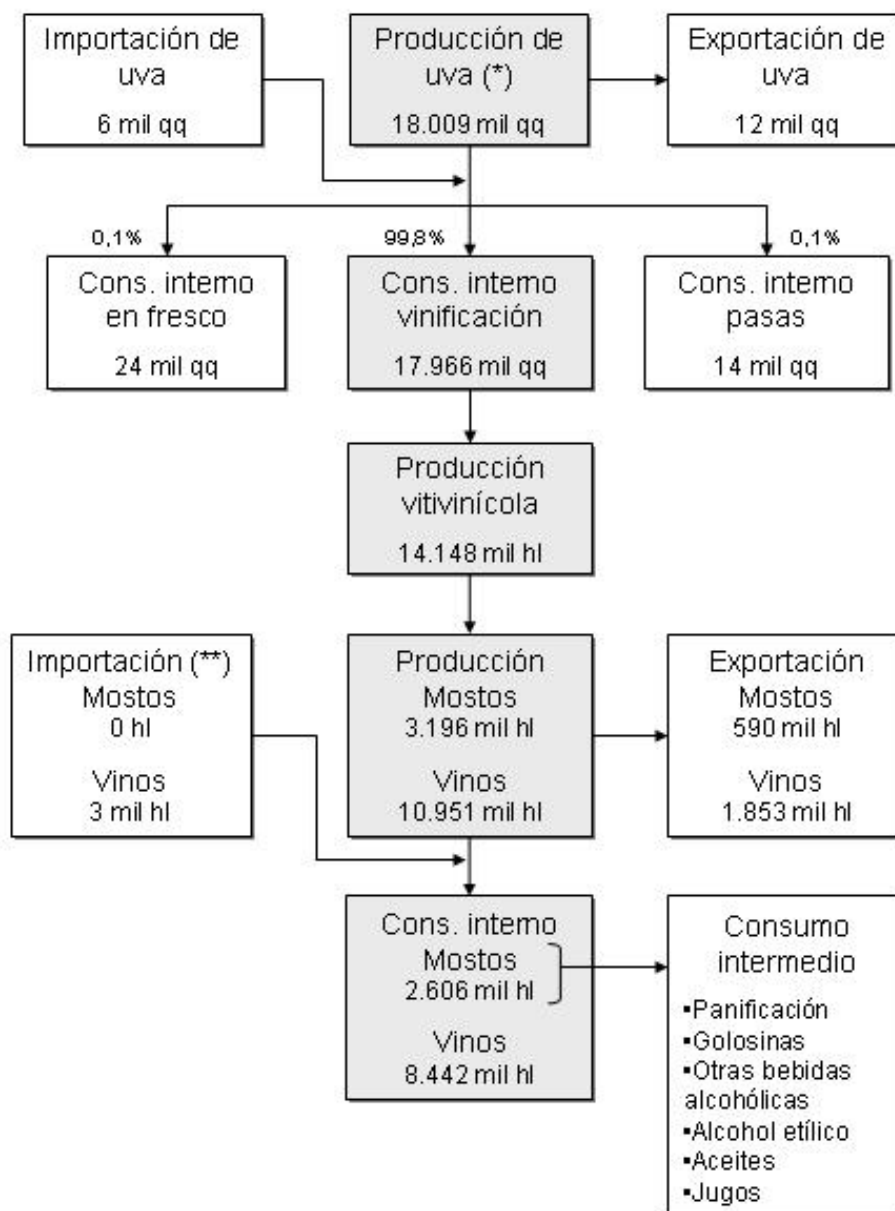 Importación de
uva
6 mil qq
Producción de
uva (*)
18.009 mil qq
Exportación de
uva
12 mil qq
0,1%
99,8%
0,1%
Cons. interno
en fresco
24 mil qq
Cons. interno
vinificación
17.966 mil qq
Cons. interno
pasas
14 mil qq
Producción
vitivinícola
14.148 mil hl
Importación (**)
Mostos
0 hl
Vinos
3 mil hl
Producción
Mostos
3.196 mil hl
Vinos
10.951 mil hl
Exportación
Mostos
590 mil hl
Vinos
1.853 mil hl
Cons. interno
Mostos
2.606 mil hl
Vinos
8.442 mil hl
Consumo
intermedio
▪Panificación
▪Golosinas
▪Otras bebidas
alcohólicas
▪Alcohol etílico
▪Aceites
▪Jugos